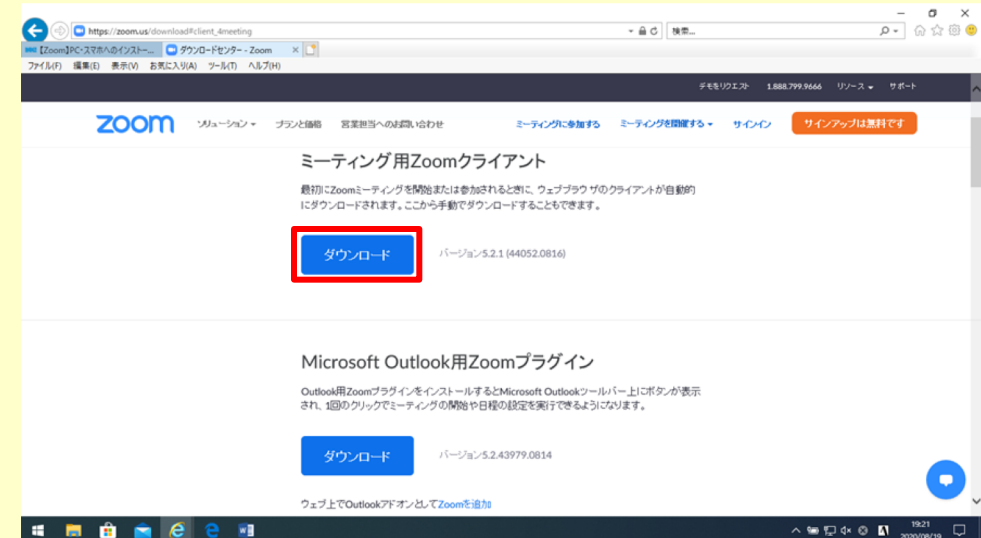 https://zoom.us/download#client_4meeting
検索...
【Zoom】PC・スマホへのインストー...
ダウンロードセンター - Zoom
ファイル(F) 編集(E) 表示(V) お気に入り(A) ツール(T) ヘルプ(H)
デモをリクエスト 1.888.799.9666 リソース サポート
zoom ソリューション プランと価格 営業担当へのお問い合わせ ミーティングに参加する ミーティングを開催する サインイン サインアップは無料です
ミーティング用Zoomクライアント
最初にZoomミーティングを開始または参加されるときに、ウェブブラウザのクライアントが自動的
にダウンロードされます。ここから手動でダウンロードすることもできます。
ダウンロード バージョン5.2.1 (44052.0816)
Microsoft Outlook用Zoomプラグイン
Outlook用ZoomプラグインをインストールするとMicrosoft Outlookツールバー上にボタンが表示
され、1回のクリックでミーティングの開始や日程の設定を実行できるようになります。
ダウンロード バージョン5.2.43979.0814
ウェブ上でOutlookアドオンとしてZoomを追加
19:21
2020/08/19